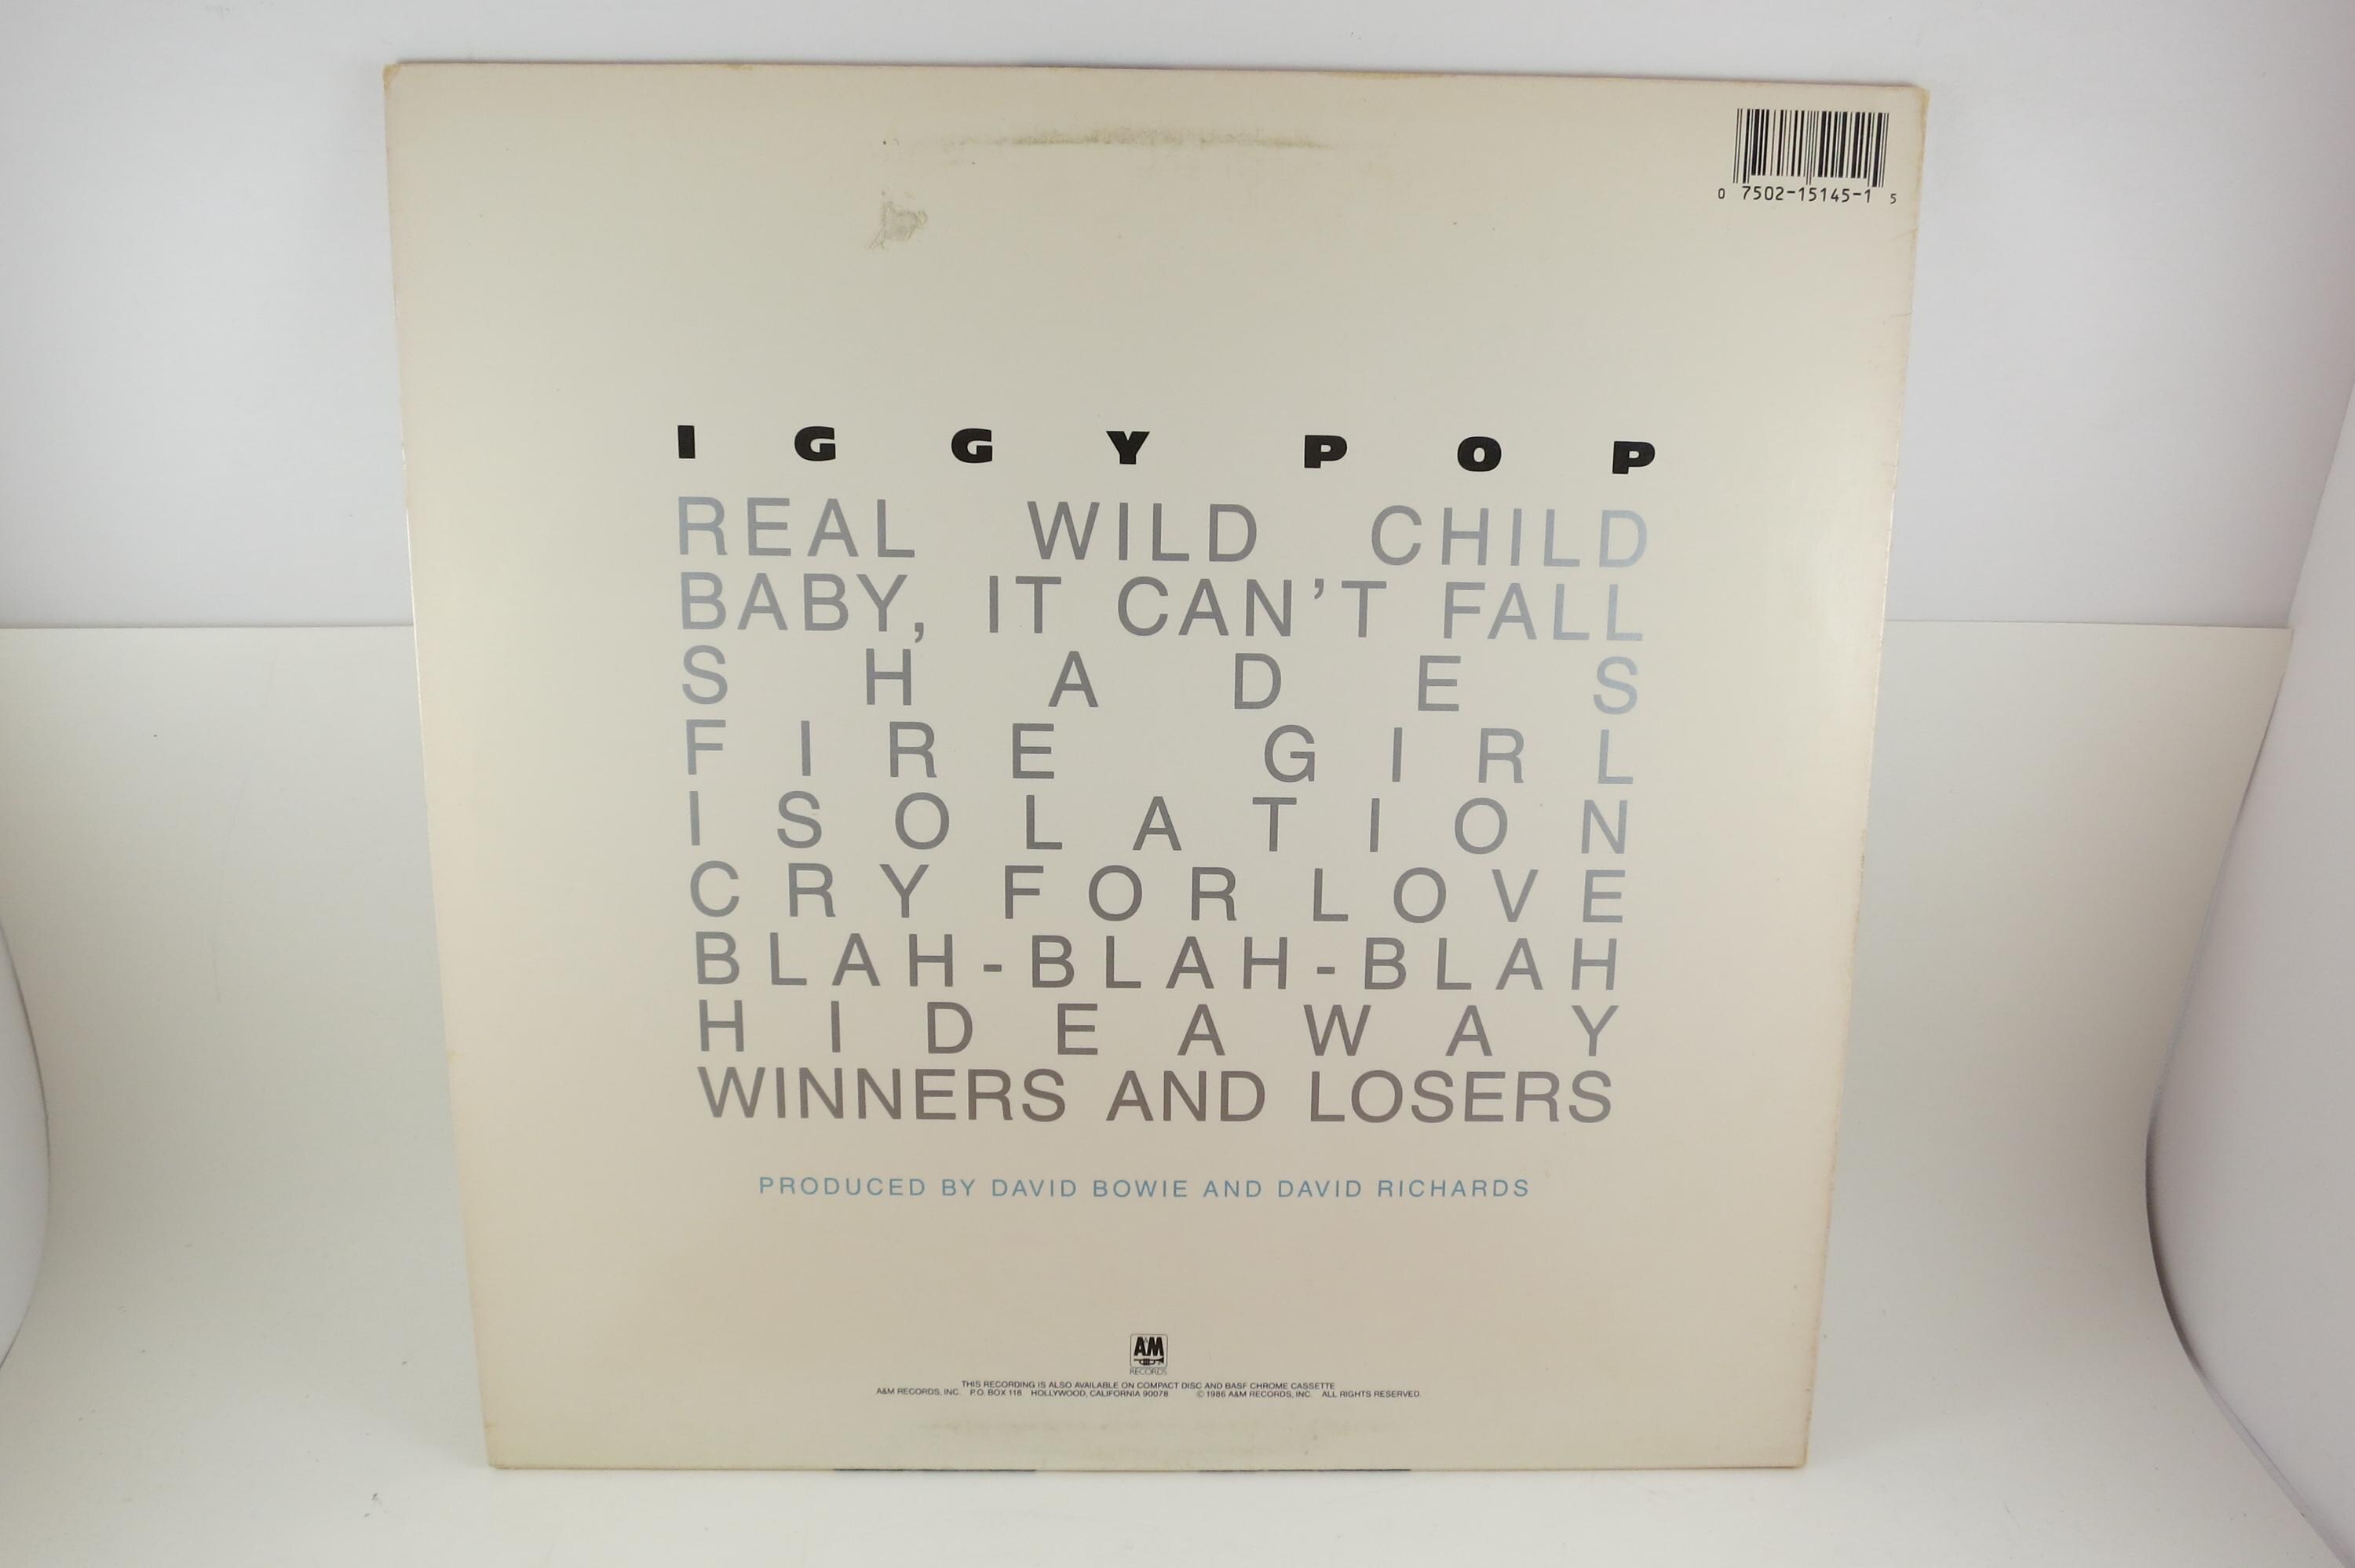 0 7502-15145-1 5
IGGY POP
REAL WILD CHILD
BABY, IT CAN'T FALL
SHADES
FIRE GIRL
ISOLATION
CRY FOR LOVE
BLAH-BLAH-BLAH
HIDEAWAY
WINNERS AND LOSERS
PRODUCED BY DAVID BOWIE AND DAVID RICHARDS
A&M
RECORDS
THIS RECORDING IS ALSO AVAILABLE ON COMPACT DISC AND BASF CHROME CASSETTE
A&M RECORDS, INC. P.O. BOX 118 HOLLYWOOD, CALIFORNIA 90078 ©1986 A&M RECORDS, INC. ALL RIGHTS RESERVED.